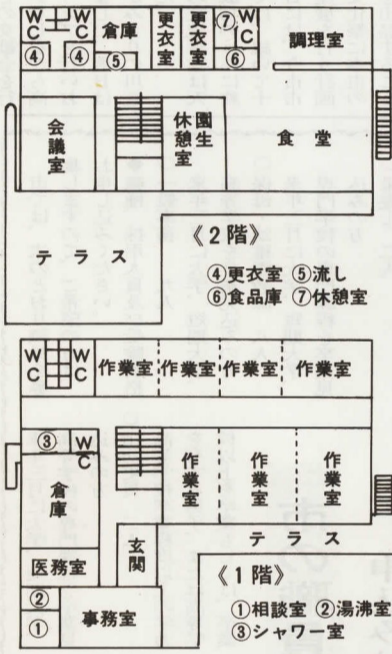 WC WC 倉庫 更衣室 更衣室 ⑦ WC 調理室
④ ④ ⑤ ⑥
会議室 園生休憩室 食堂
《2階》
テラス
④更衣室 ⑤流し
⑥食品庫 ⑦休憩室
WC WC 作業室 作業室 作業室 作業室
③ WC
倉庫 作業室 作業室 作業室
玄関 テラス
医務室 《1階》
② ①相談室 ②湯沸室
① 事務室 ③シャワー室